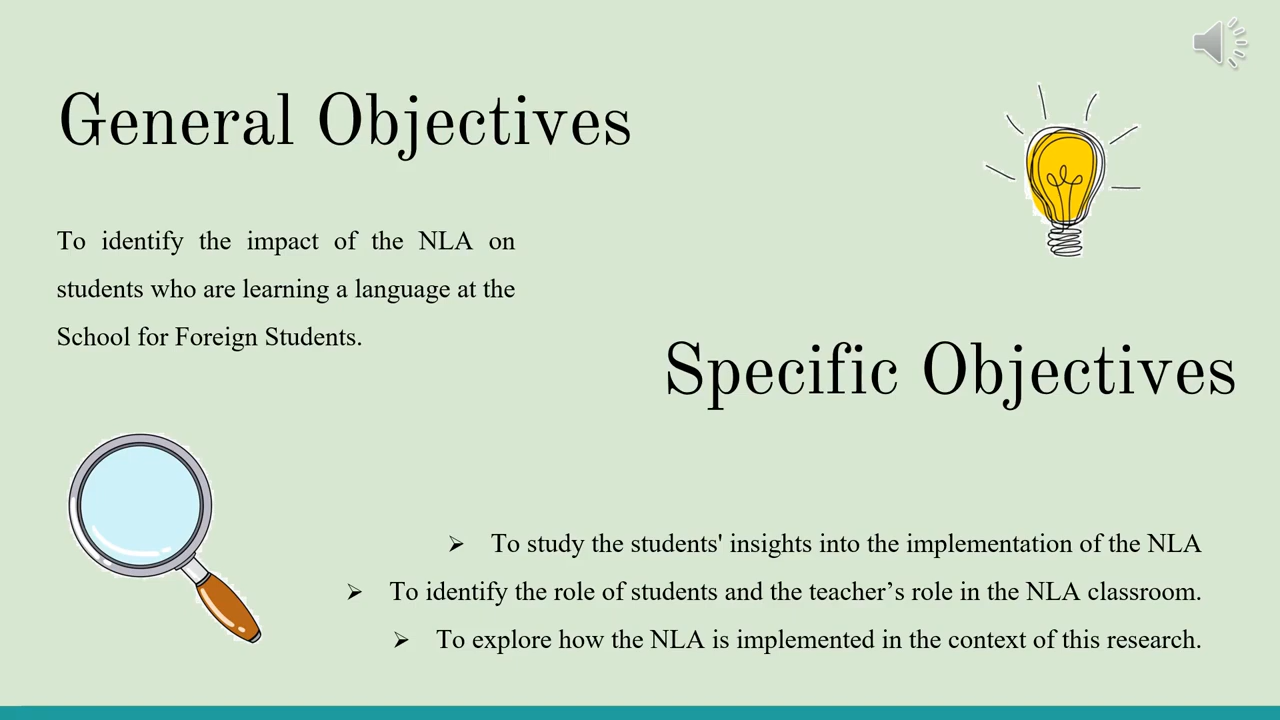 General Objectives
To identify the impact of the NLA on
students who are learning a language at the
School for Foreign Students.
Specific Objectives
➢ To study the students' insights into the implementation of the NLA
➢ To identify the role of students and the teacher’s role in the NLA classroom.
➢ To explore how the NLA is implemented in the context of this research.